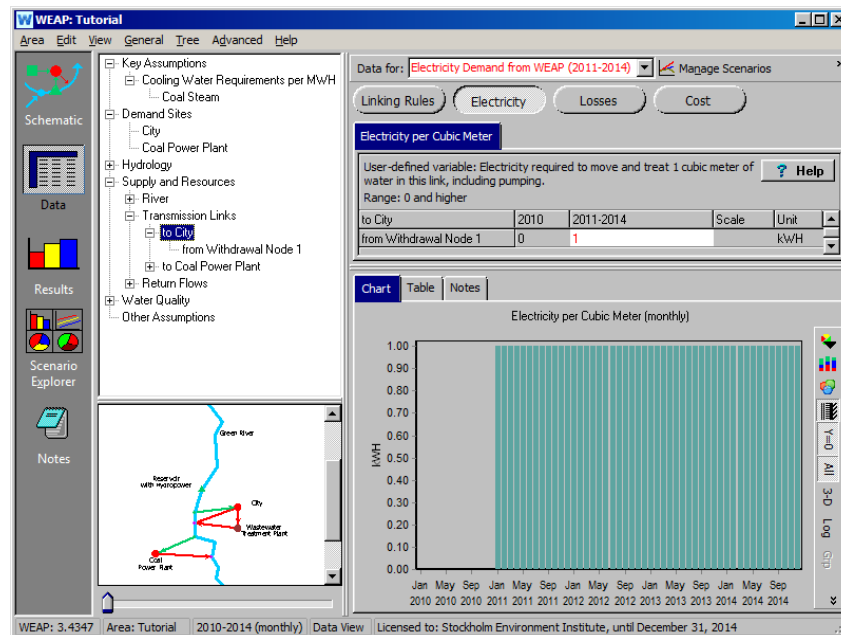 WEAP: Tutorial
Area Edit View General Tree Advanced Help
Schematic
Data
Results
Scenario
Explorer
Notes
Key Assumptions
Cooling Water Requirements per MWH
Coal Steam
Demand Sites
City
Coal Power Plant
Hydrology
Supply and Resources
River
Transmission Links
to City
from Withdrawal Node 1
to Coal Power Plant
Return Flows
Water Quality
Other Assumptions
Green River
Reservoir
with Hydropower
City
Wastewater
Treatment Plant
Coal
Power Plant
Data for: Electricity Demand from WEAP (2011-2014) Manage Scenarios
Linking Rules Electricity Losses Cost
Electricity per Cubic Meter
User-defined variable: Electricity required to move and treat 1 cubic meter of
water in this link, including pumping.
Range: 0 and higher
? Help
to City 2010 2011-2014 Scale Unit
from Withdrawal Node 1 0 1 kWH
Chart Table Notes
Electricity per Cubic Meter (monthly)
kWH
1.00
0.90
0.80
0.70
0.60
0.50
0.40
0.30
0.20
0.10
0.00
Jan May Sep Jan May Sep Jan May Sep Jan May Sep Jan May Sep
2010 2010 2010 2011 2011 2011 2012 2012 2012 2013 2013 2013 2014 2014 2014
Y=0
All
3-D
Log
Grp
WEAP: 3.4347 Area: Tutorial 2010-2014 (monthly) Data View Licensed to: Stockholm Environment Institute, until December 31, 2014